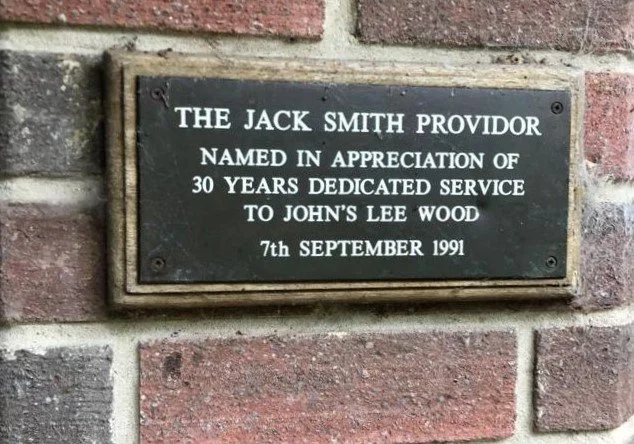 THE JACK SMITH PROVIDOR
NAMED IN APPRECIATION OF
30 YEARS DEDICATED SERVICE
TO JOHN'S LEE WOOD
7th SEPTEMBER 1991